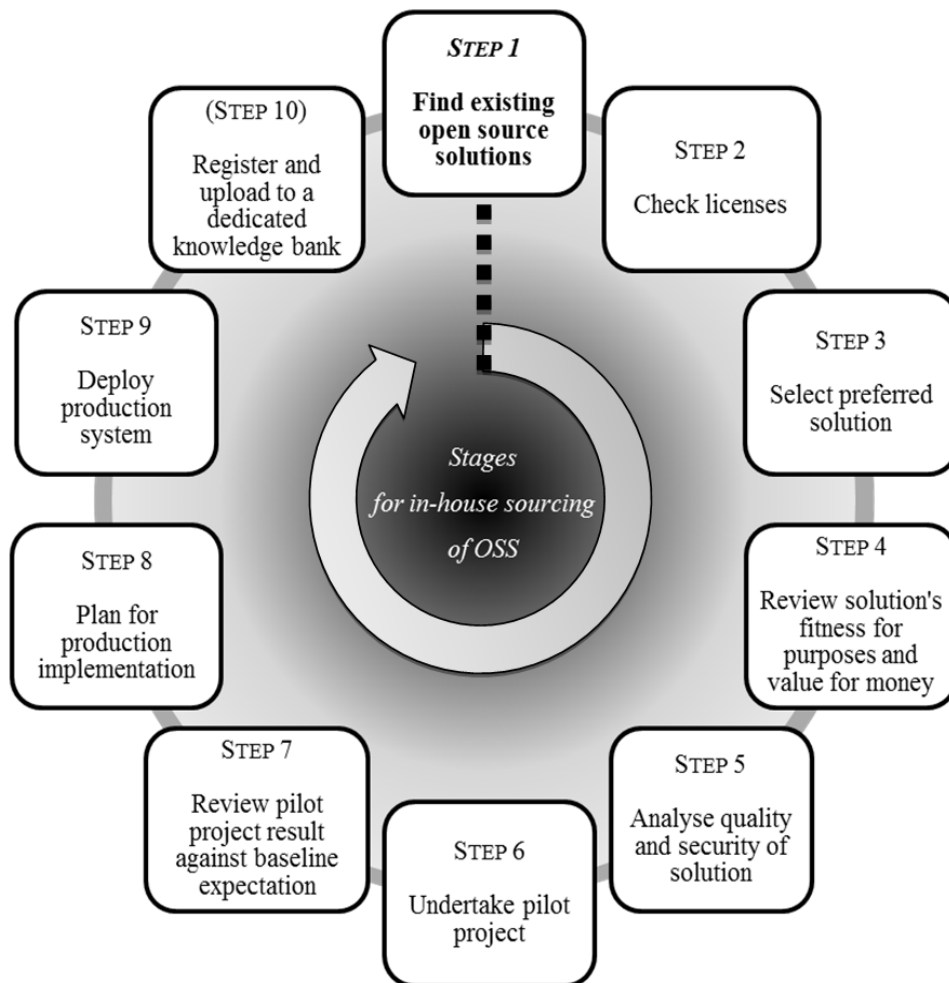 STEP 1
Find existing
open source
solutions
STEP 2
Check licenses
STEP 3
Select preferred
solution
STEP 4
Review solution's
fitness for
purposes and
value for money
STEP 5
Analyse quality
and security of
solution
STEP 6
Undertake pilot
project
STEP 7
Review pilot
project result
against baseline
expectation
STEP 8
Plan for
production
implementation
STEP 9
Deploy
production
system
(STEP 10)
Register and
upload to a
dedicated
knowledge bank
Stages
for in-house sourcing
of OSS